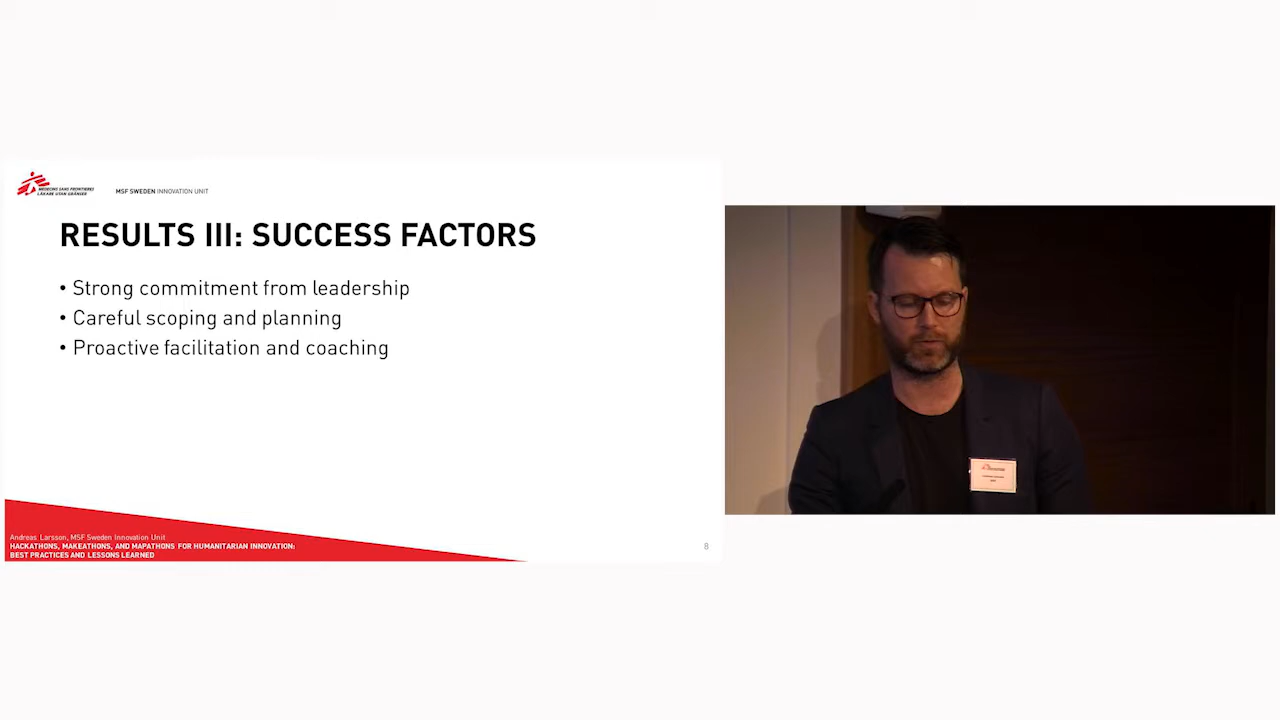 MEDECINS SANS FRONTIERES
LÄKARE UTAN GRÄNSER
MSF SWEDEN INNOVATION UNIT
RESULTS III: SUCCESS FACTORS
• Strong commitment from leadership
• Careful scoping and planning
• Proactive facilitation and coaching
Andreas Larsson, MSF Sweden Innovation Unit
HACKATHONS, MAKEATHONS, AND MAPATHONS FOR HUMANITARIAN INNOVATION:
BEST PRACTICES AND LESSONS LEARNED
8